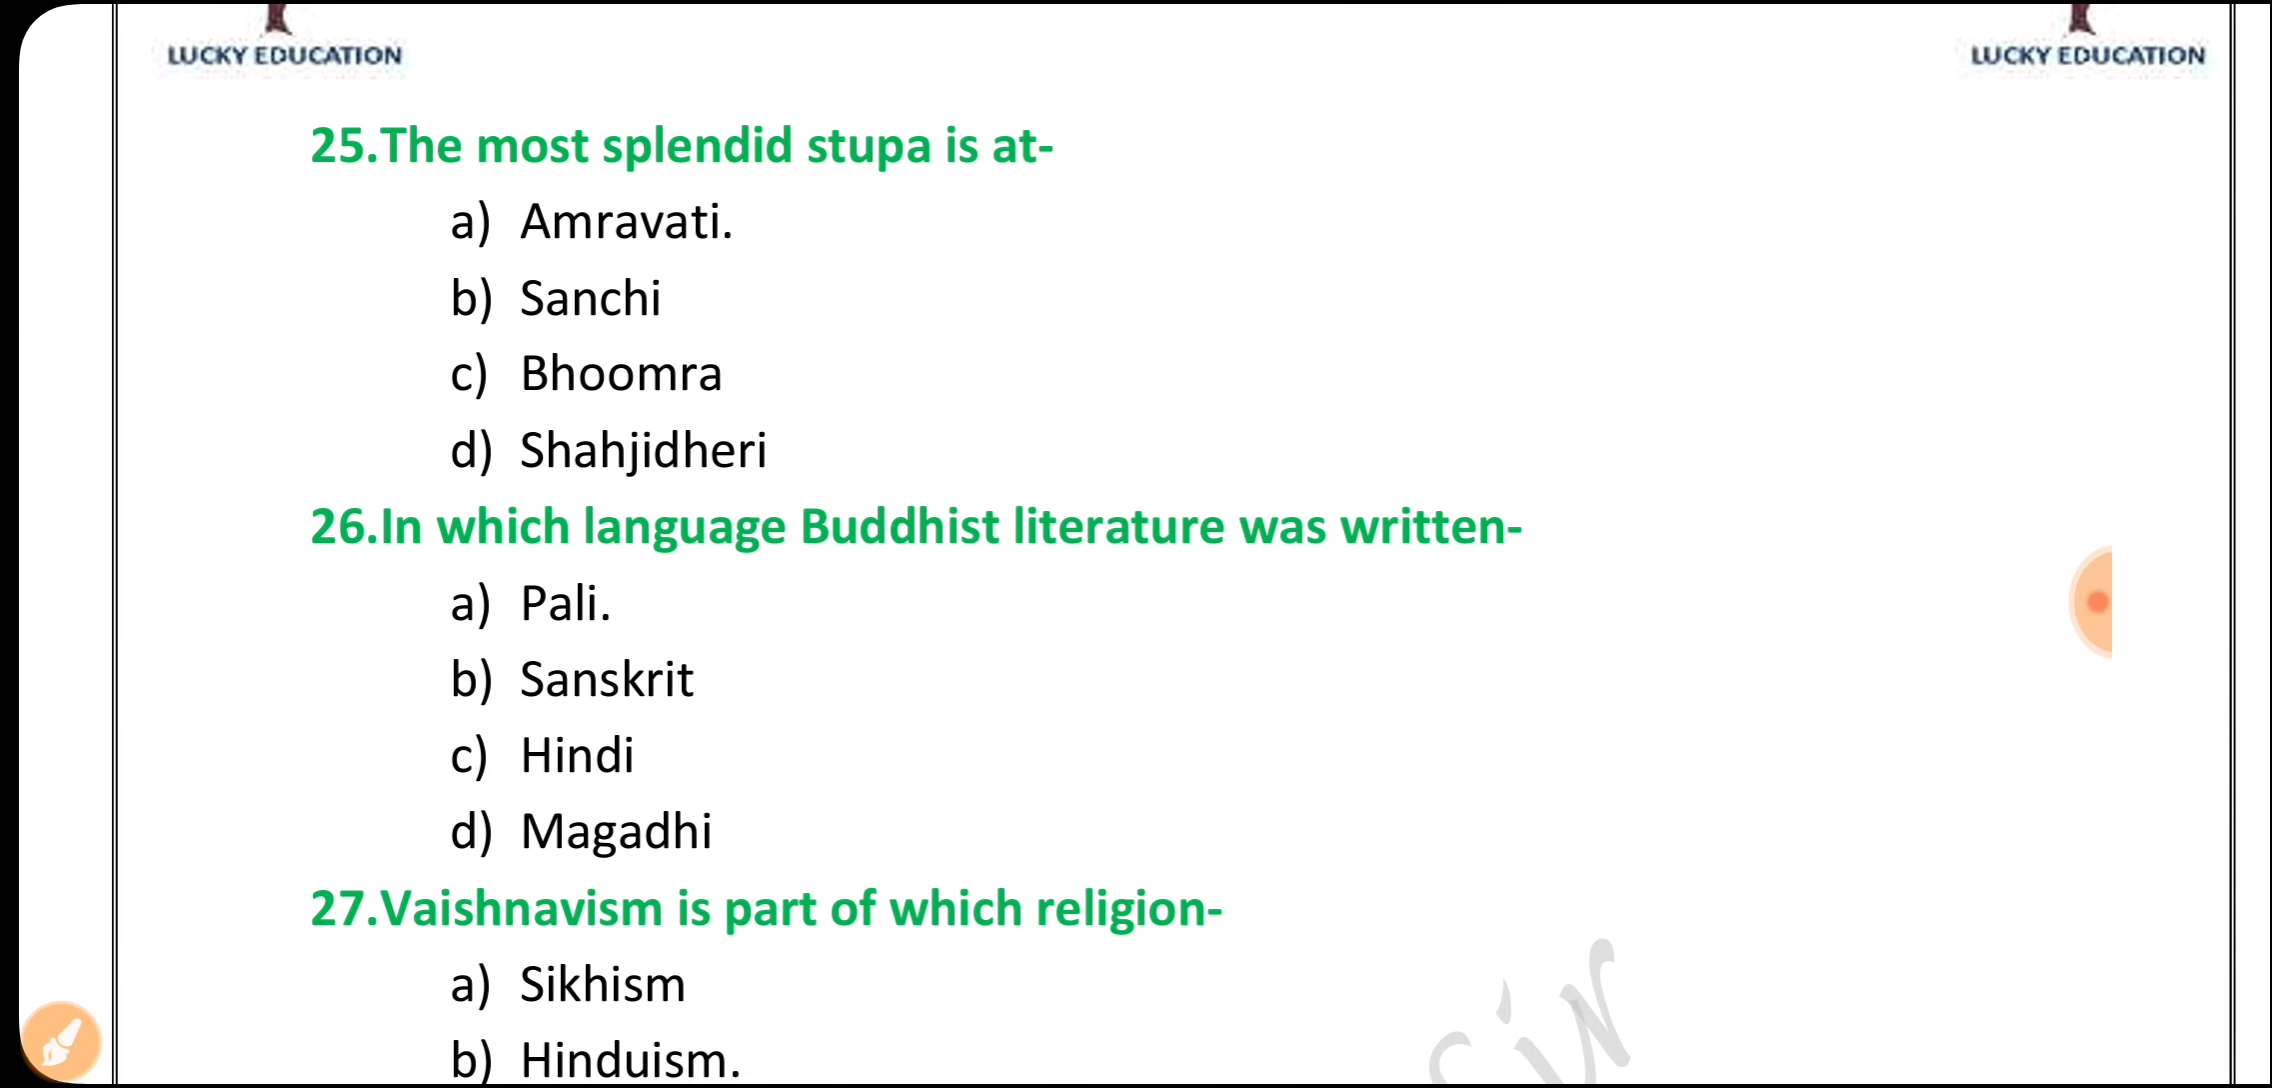 LUCKY EDUCATION LUCKY EDUCATION
25.The most splendid stupa is at-
a) Amravati.
b) Sanchi
c) Bhoomra
d) Shahjidheri
26.In which language Buddhist literature was written-
a) Pali.
b) Sanskrit
c) Hindi
d) Magadhi
27.Vaishnavism is part of which religion-
a) Sikhism
b) Hinduism.
Sir